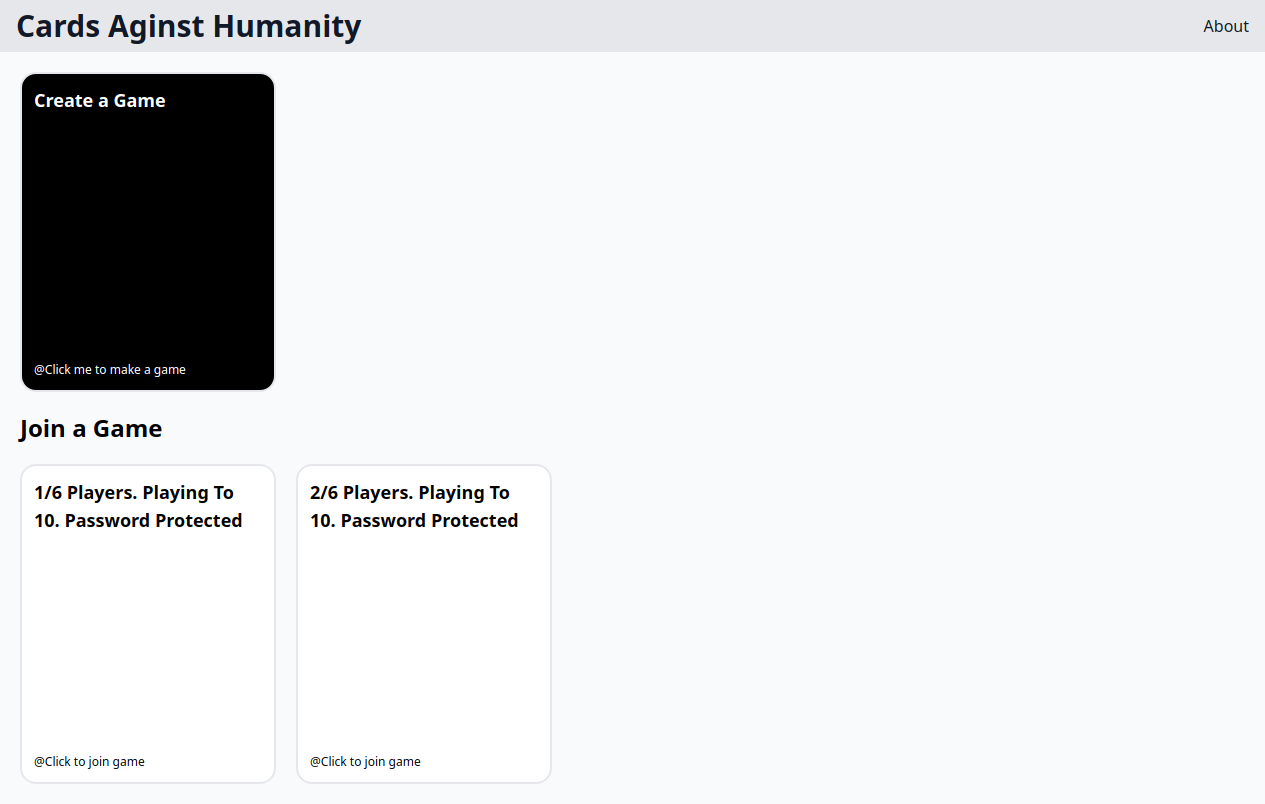 Cards Aginst Humanity
About
Create a Game
@Click me to make a game
Join a Game
1/6 Players. Playing To
10. Password Protected
@Click to join game
2/6 Players. Playing To
10. Password Protected
@Click to join game